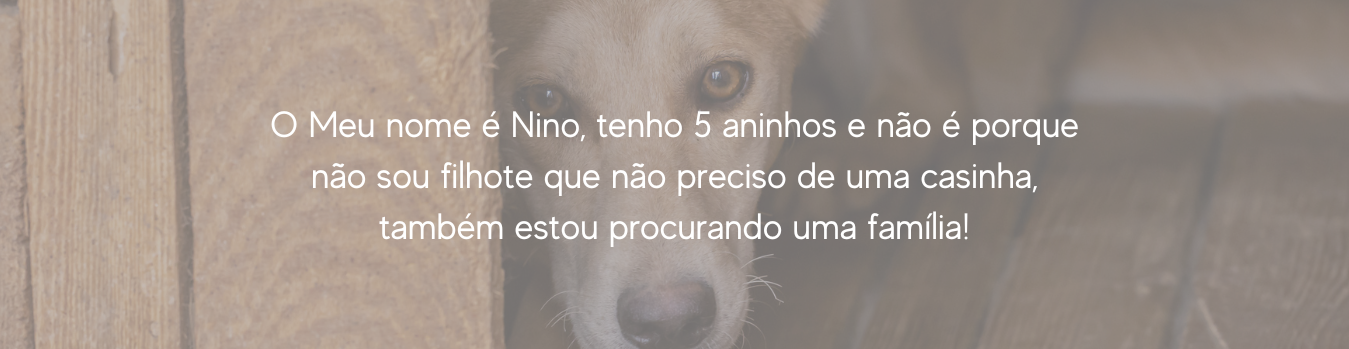 O Meu nome é Nino, tenho 5 aninhos e não é porque
não sou filhote que não preciso de uma casinha,
também estou procurando uma família!